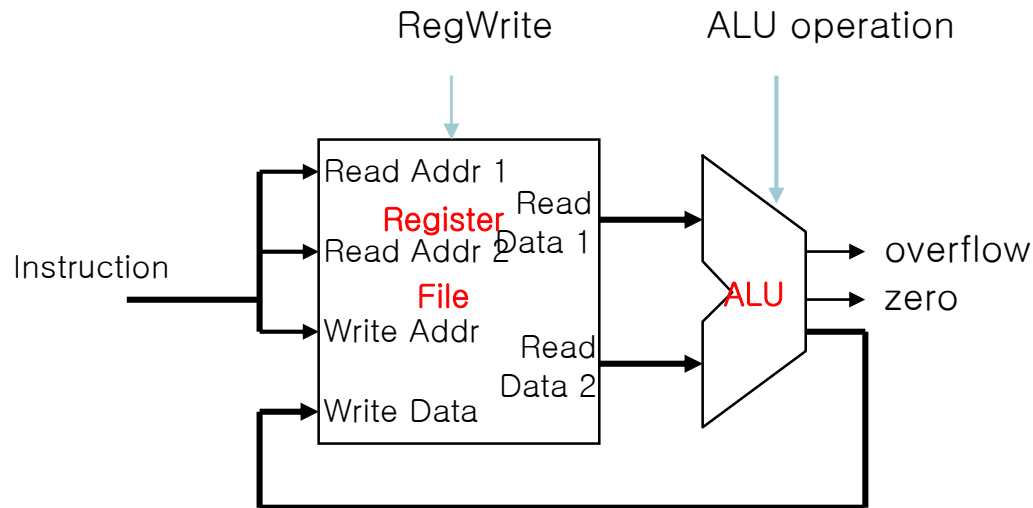 RegWrite
ALU operation
Read Addr 1
Register
Read Addr 2
File
Write Addr
Write Data
Read
Data 1
Read
Data 2
Instruction
ALU
overflow
zero